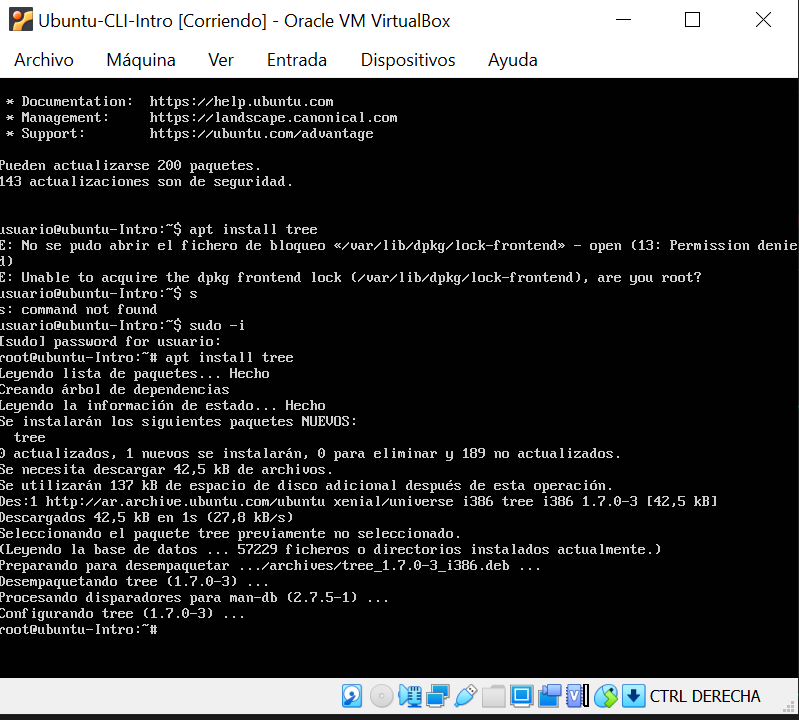 Ubuntu-CLI-Intro [Corriendo] - Oracle VM VirtualBox
Archivo Máquina Ver Entrada Dispositivos Ayuda
* Documentation:  https://help.ubuntu.com
* Management:     https://landscape.canonical.com
* Support:        https://ubuntu.com/advantage
Pueden actualizarse 200 paquetes.
143 actualizaciones son de seguridad.
usuario@ubuntu-Intro:~$ apt install tree
E: No se pudo abrir el fichero de bloqueo «/var/lib/dpkg/lock-frontend» - open (13: Permission denie
d)
E: Unable to acquire the dpkg frontend lock (/var/lib/dpkg/lock-frontend), are you root?
usuario@ubuntu-Intro:~$ s
s: command not found
usuario@ubuntu-Intro:~$ sudo -i
[sudo] password for usuario:
root@ubuntu-Intro:~# apt install tree
Leyendo lista de paquetes... Hecho
Creando árbol de dependencias
Leyendo la información de estado... Hecho
Se instalarán los siguientes paquetes NUEVOS:
  tree
0 actualizados, 1 nuevos se instalarán, 0 para eliminar y 189 no actualizados.
Se necesita descargar 42,5 kB de archivos.
Se utilizarán 137 kB de espacio de disco adicional después de esta operación.
Des:1 http://ar.archive.ubuntu.com/ubuntu xenial/universe i386 tree i386 1.7.0-3 [42,5 kB]
Descargados 42,5 kB en 1s (27,8 kB/s)
Seleccionando el paquete tree previamente no seleccionado.
(Leyendo la base de datos ... 57229 ficheros o directorios instalados actualmente.)
Preparando para desempaquetar .../archives/tree_1.7.0-3_i386.deb ...
Desempaquetando tree (1.7.0-3) ...
Procesando disparadores para man-db (2.7.5-1) ...
Configurando tree (1.7.0-3) ...
root@ubuntu-Intro:~#
CTRL DERECHA